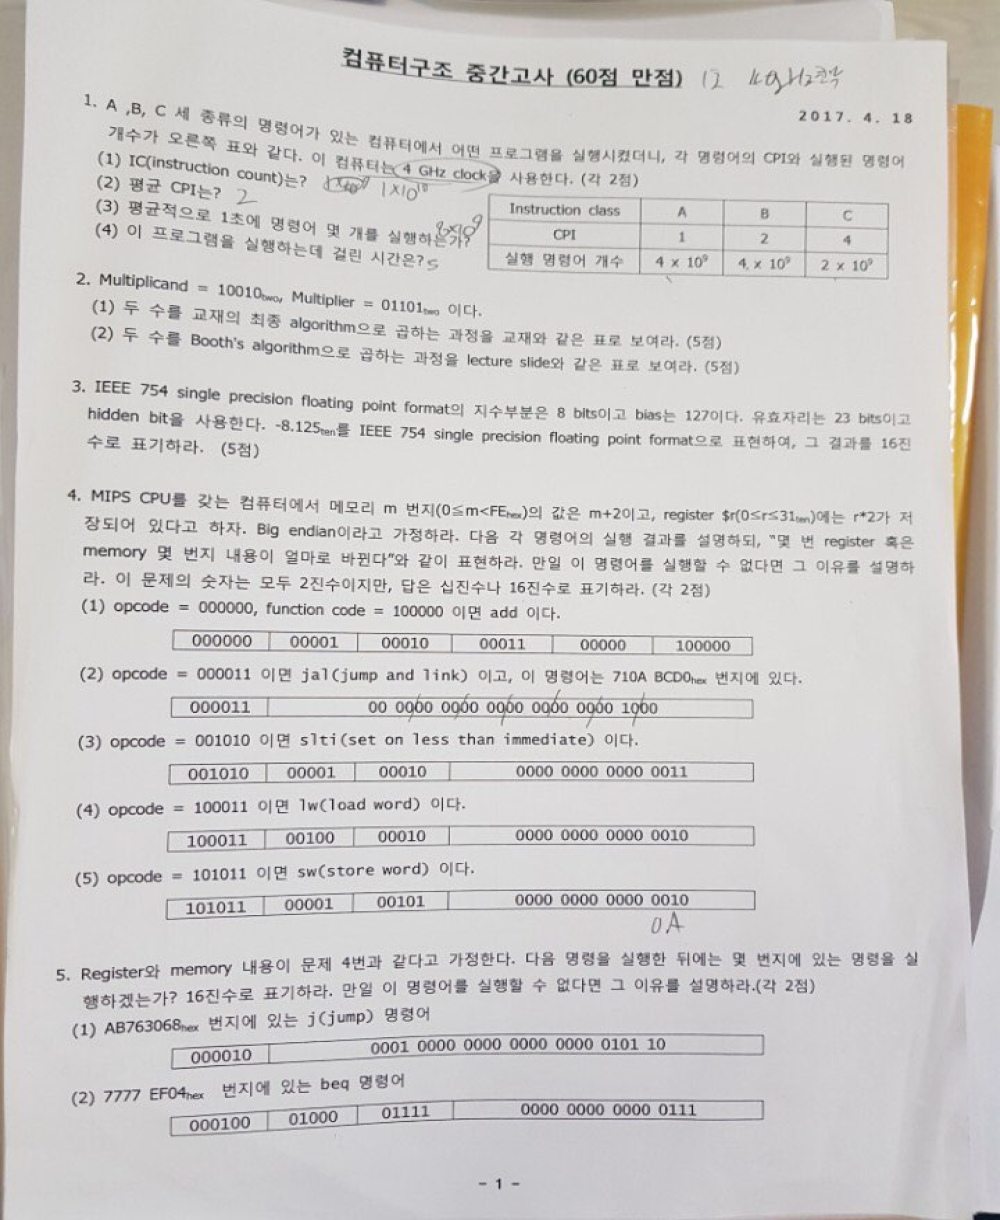 컴퓨터구조 중간고사 (60점 만점) 12
2017. 4. 18
1. A ,B, C 세 종류의 명령어가 있는 컴퓨터에서 어떤 프로그램을 실행시켰더니, 각 명령어의 CPI와 실행된 명령어
개수가 오른쪽 표와 같다. 이 컴퓨터는 4 GHz clock을 사용한다. (각 2점)
(1) IC(instruction count)는? 1X10¹⁰
(2) 평균 CPI는? 2
(3) 평균적으로 1초에 명령어 몇 개를 실행하는가?
(4) 이 프로그램을 실행하는데 걸린 시간은? 5
Instruction class A B C
CPI 1 2 4
실행 명령어 개수 4 x 10⁹ 4 x 10⁹ 2 x 10⁹
2. Multiplicand = 10010two, Multiplier = 01101two 이다.
(1) 두 수를 교재의 최종 algorithm으로 곱하는 과정을 교재와 같은 표로 보여라. (5점)
(2) 두 수를 Booth's algorithm으로 곱하는 과정을 lecture slide와 같은 표로 보여라. (5점)
3. IEEE 754 single precision floating point format의 지수부분은 8 bits이고 bias는 127이다. 유효자리는 23 bits이고
hidden bit을 사용한다. -8.125ten를 IEEE 754 single precision floating point format으로 표현하여, 그 결과를 16진
수로 표기하라. (5점)
4. MIPS CPU를 갖는 컴퓨터에서 메모리 m 번지(0≤m<FEhex)의 값은 m+2이고, register $r(0≤r≤31ten)에는 r*2가 저
장되어 있다고 하자. Big endian이라고 가정하라. 다음 각 명령어의 실행 결과를 설명하되, "몇 번 register 혹은
memory 몇 번지 내용이 얼마로 바뀐다"와 같이 표현하라. 만일 이 명령어를 실행할 수 없다면 그 이유를 설명하
라. 이 문제의 숫자는 모두 2진수이지만, 답은 십진수나 16진수로 표기하라. (각 2점)
(1) opcode = 000000, function code = 100000 이면 add 이다.
000000 00001 00010 00011 00000 100000
(2) opcode = 000011 이면 jal(jump and link) 이고, 이 명령어는 710A BCD0hex 번지에 있다.
000011 00 0000 0000 0000 0000 0000 1000
(3) opcode = 001010 이면 slti(set on less than immediate) 이다.
001010 00001 00010 0000 0000 0000 0011
(4) opcode = 100011 이면 lw(load word) 이다.
100011 00100 00010 0000 0000 0000 0010
(5) opcode = 101011 이면 sw(store word) 이다.
101011 00001 00101 0000 0000 0000 0010
0A
5. Register와 memory 내용이 문제 4번과 같다고 가정한다. 다음 명령을 실행한 뒤에는 몇 번지에 있는 명령을 실
행하겠는가? 16진수로 표기하라. 만일 이 명령어를 실행할 수 없다면 그 이유를 설명하라.(각 2점)
(1) AB763068hex 번지에 있는 j(jump) 명령어
000010 0001 0000 0000 0000 0000 0101 10
(2) 7777 EF04hex 번지에 있는 beq 명령어
000100 01000 01111 0000 0000 0000 0111
- 1 -